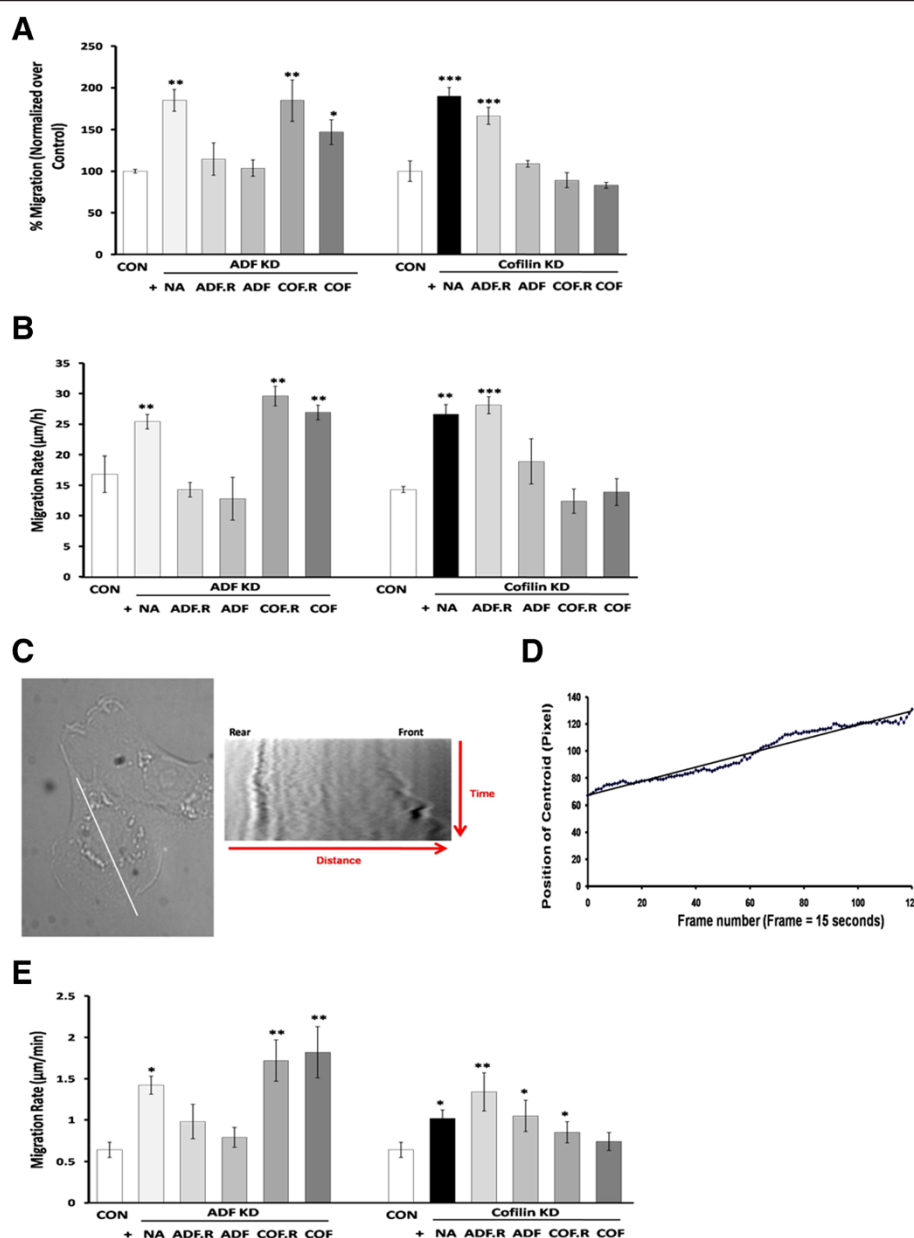 A
% Migration (Normalized over
Control)
250
200
150
100
50
0
** ** * *** ***
CON ADF KD CON Cofilin KD
+ NA ADF.R ADF COF.R COF + NA ADF.R ADF COF.R COF
B
Migration Rate (µm/h)
35
30
25
20
15
10
5
0
** ** ** ** ***
CON ADF KD CON Cofilin KD
+ NA ADF.R ADF COF.R COF + NA ADF.R ADF COF.R COF
C
Rear Front
Time
Distance
D
Position of Centroid (Pixel)
140
120
100
80
60
40
20
0
0 20 40 60 80 100 120
Frame number (Frame = 15 seconds)
E
Migration Rate (µm/min)
2.5
2
1.5
1
0.5
0
* ** ** * ** * *
CON ADF KD CON Cofilin KD
+ NA ADF.R ADF COF.R COF + NA ADF.R ADF COF.R COF